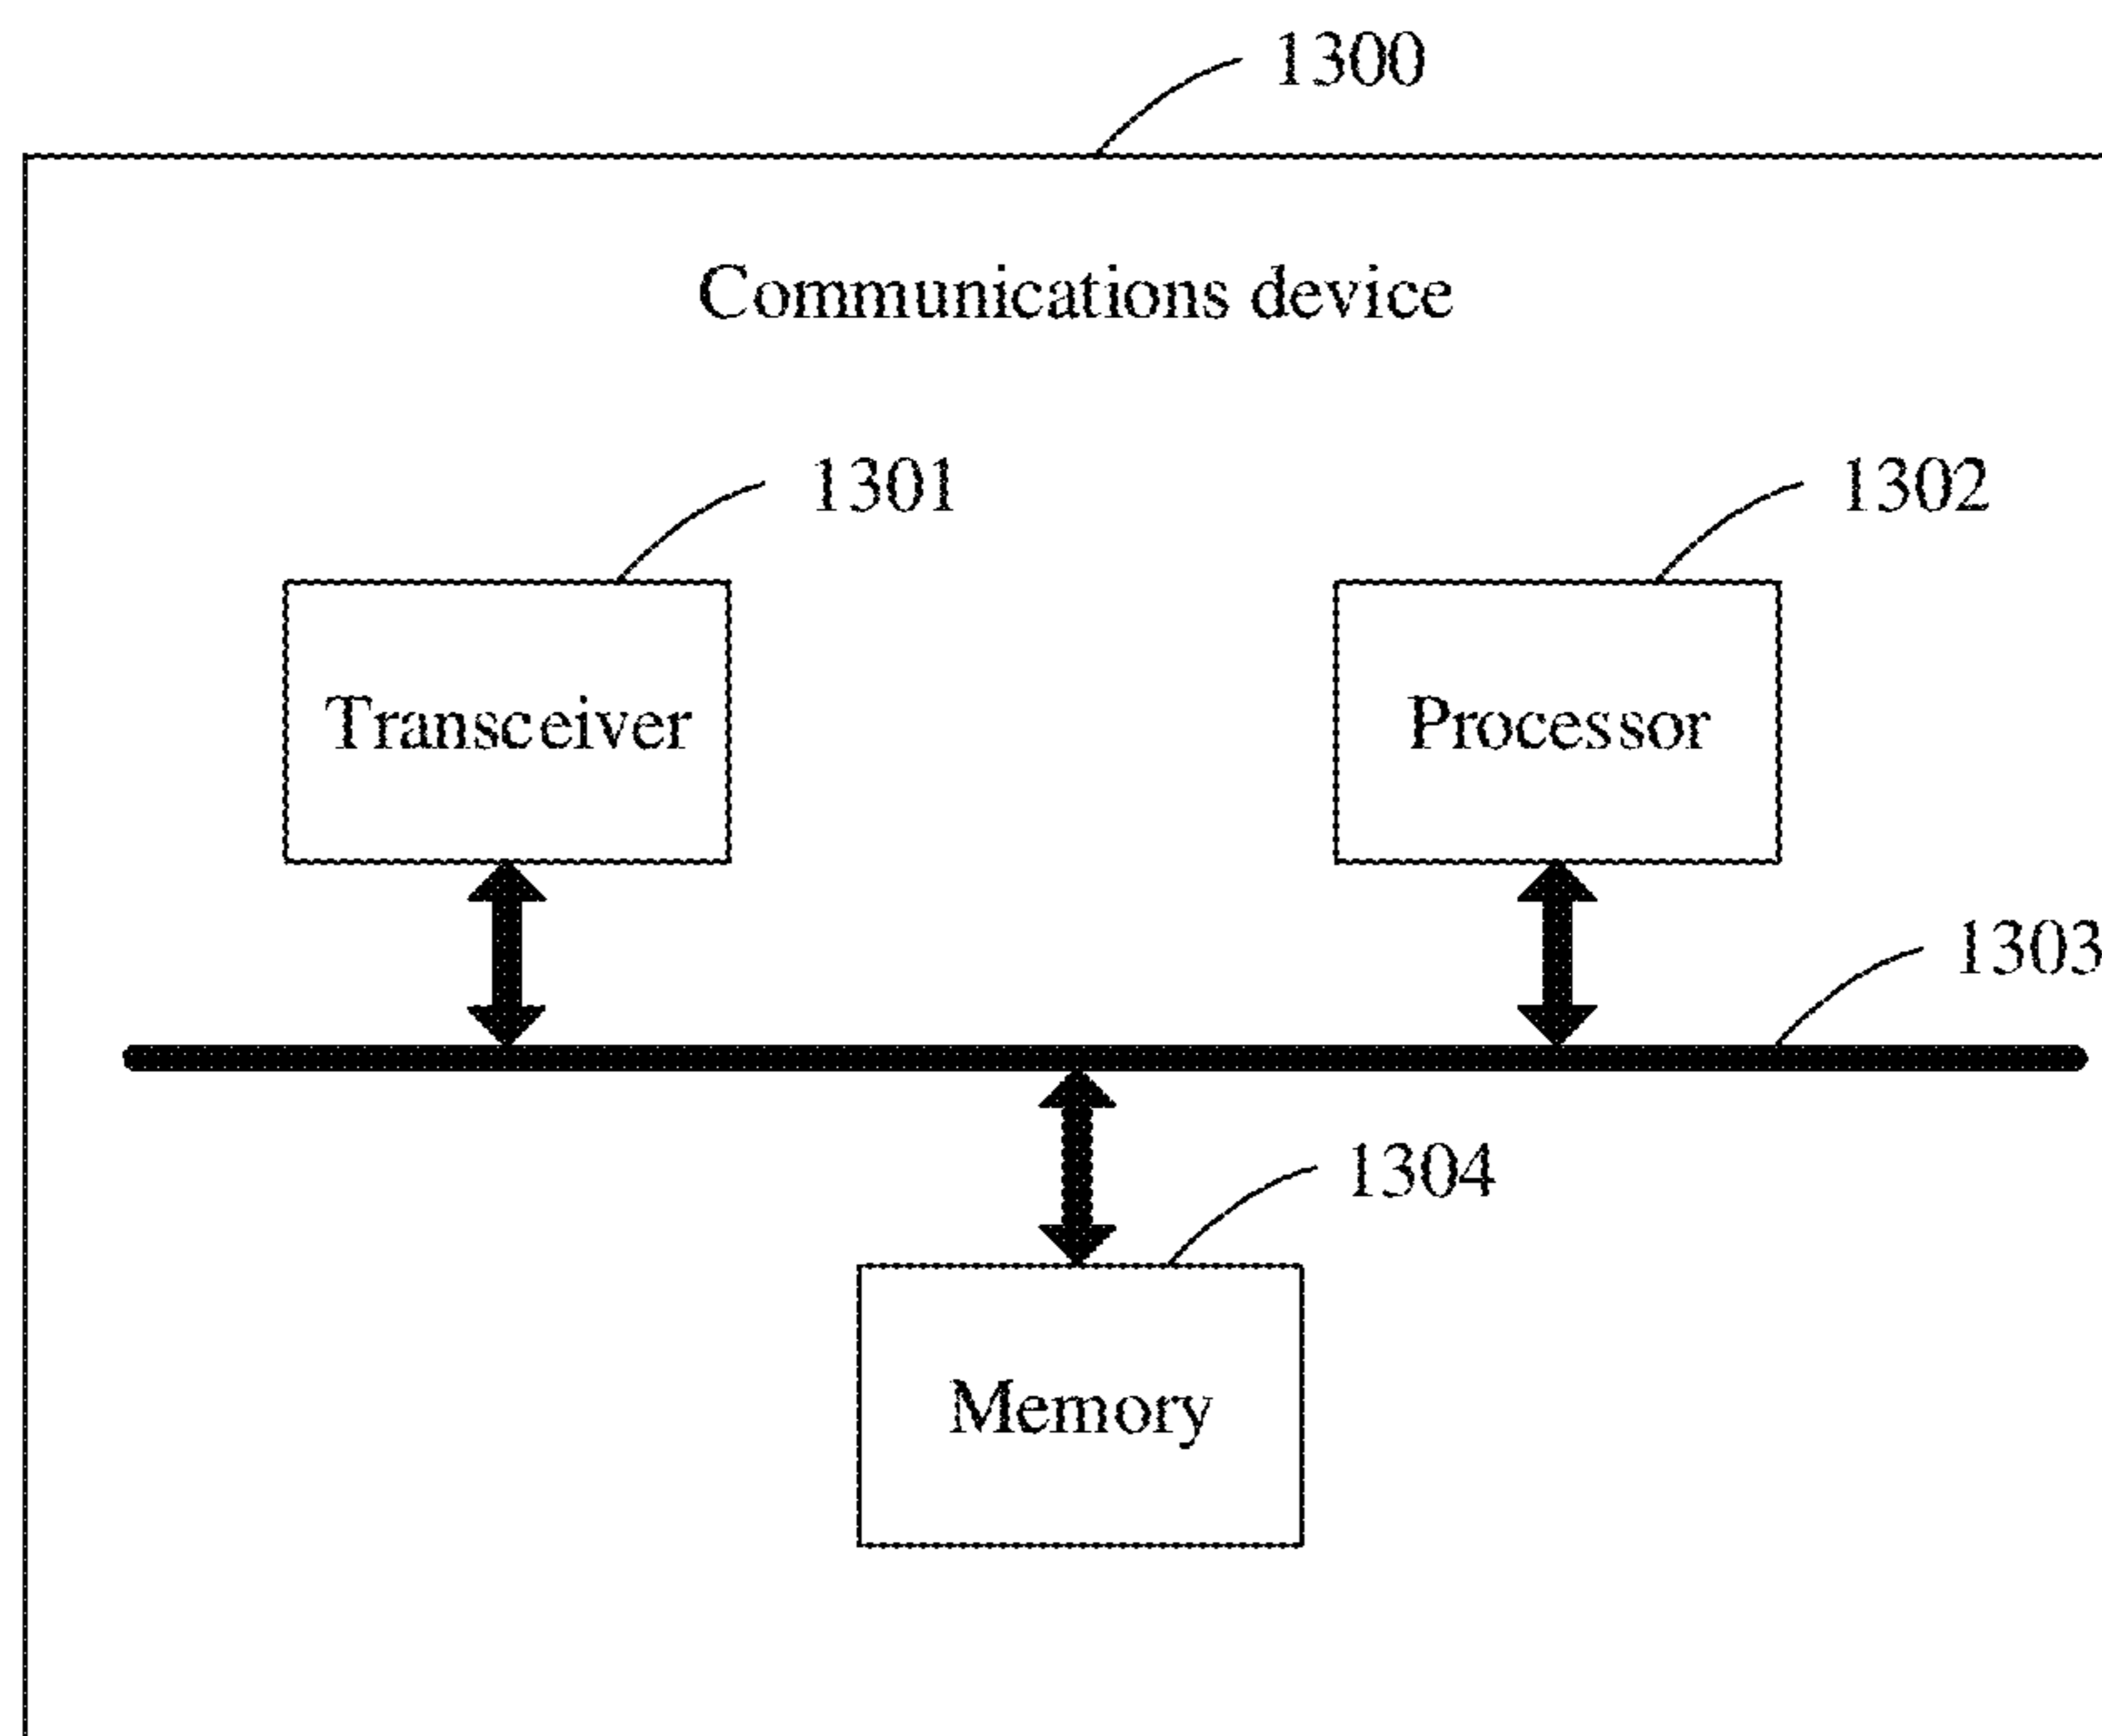 1300
Communications device
1301
1302
Transceiver
Processor
1303
1304
Memory